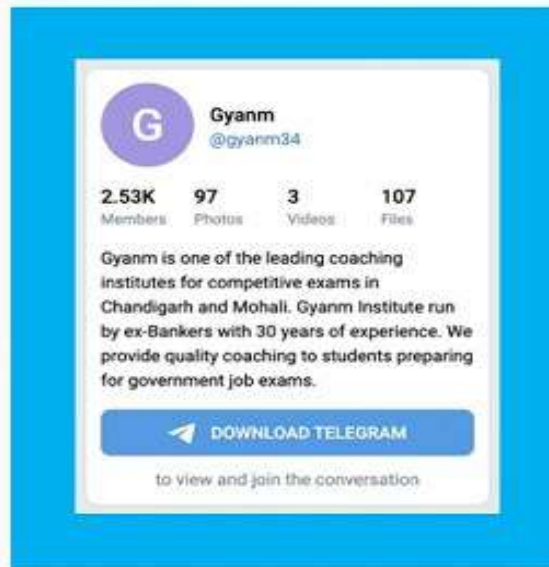 G
Gyanm
@gyanm34
2.53K 97 3 107
Members Photos Videos Files
Gyanm is one of the leading coaching
institutes for competitive exams in
Chandigarh and Mohali. Gyanm Institute run
by ex-Bankers with 30 years of experience. We
provide quality coaching to students preparing
for government job exams.
DOWNLOAD TELEGRAM
to view and join the conversation